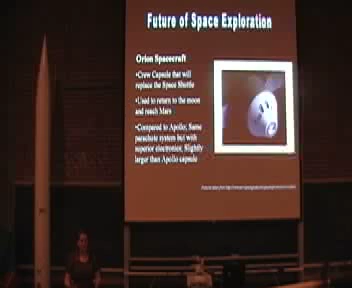 Future of Space Exploration
Orion Spacecraft
•Crew Capsule that will
replace the Space Shuttle
•Used to return to the moon
and reach Mars
•Compared to Apollo; Same
parachute system but with
superior electronics; Slightly
larger than Apollo capsule